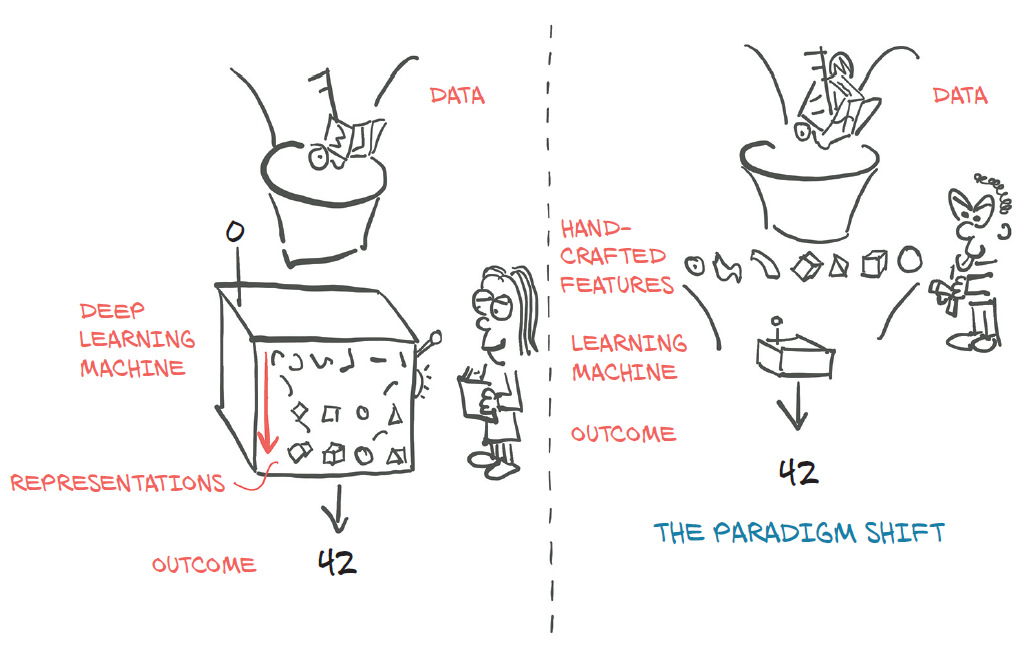 DATA
DEEP
LEARNING
MACHINE
REPRESENTATIONS
OUTCOME
42
DATA
HAND-
CRAFTED
FEATURES
LEARNING
MACHINE
OUTCOME
42
THE PARADIGM SHIFT